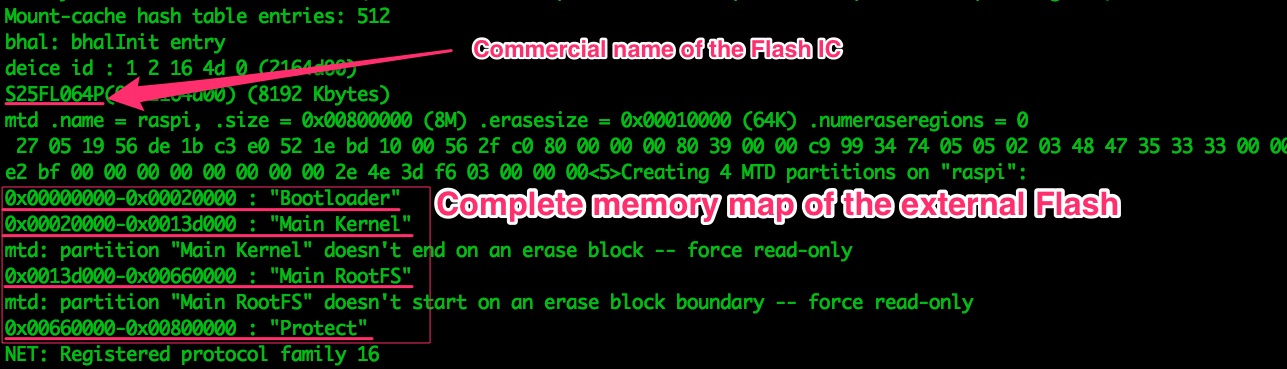 Mount-cache hash table entries: 512
bhal: bhalInit entry
Commercial name of the Flash IC
deice id : 1 2 16 4d 0 (2164d00)
S25FL064P( 4d00) (8192 Kbytes)
mtd .name = raspi, .size = 0x00800000 (8M) .erasesize = 0x00010000 (64K) .numeraseregions = 0
27 05 19 56 de 1b c3 e0 52 1e bd 10 00 56 2f c0 80 00 00 00 80 39 00 00 c9 99 34 74 05 05 02 03 48 47 35 33 33 00 00
e2 bf 00 00 00 00 00 00 00 00 2e 4e 3d f6 03 00 00 00<5>Creating 4 MTD partitions on "raspi":
0x00000000-0x00020000 : "Bootloader"
Complete memory map of the external Flash
0x00020000-0x0013d000 : "Main Kernel"
mtd: partition "Main Kernel" doesn't end on an erase block -- force read-only
0x0013d000-0x00660000 : "Main RootFS"
mtd: partition "Main RootFS" doesn't start on an erase block boundary -- force read-only
0x00660000-0x00800000 : "Protect"
NET: Registered protocol family 16